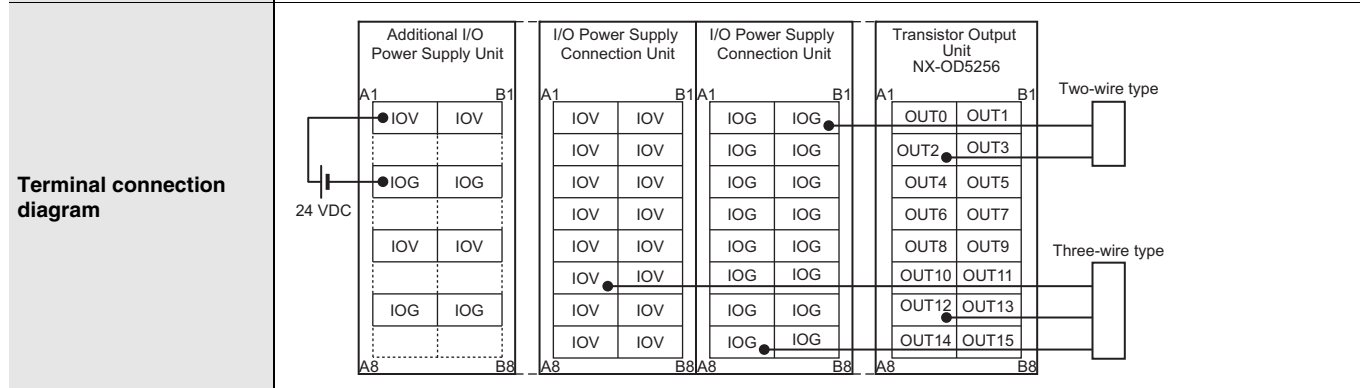 Terminal connection
diagram
Additional I/O
Power Supply Unit
I/O Power Supply
Connection Unit
I/O Power Supply
Connection Unit
Transistor Output
Unit
NX-OD5256
Two-wire type
A1 B1 A1 B1 A1 B1 A1 B1
IOV IOV IOV IOV IOG IOG OUT0 OUT1
IOV IOV IOG IOG OUT2 OUT3
IOG IOG IOV IOV IOG IOG OUT4 OUT5
24 VDC
IOV IOV IOG IOG OUT6 OUT7
IOV IOV IOV IOV IOG IOG OUT8 OUT9
Three-wire type
IOV IOV IOG IOG OUT10 OUT11
IOG IOG IOV IOV IOG IOG OUT12 OUT13
IOV IOV IOG IOG OUT14 OUT15
A8 B8 A8 B8 A8 B8 A8 B8